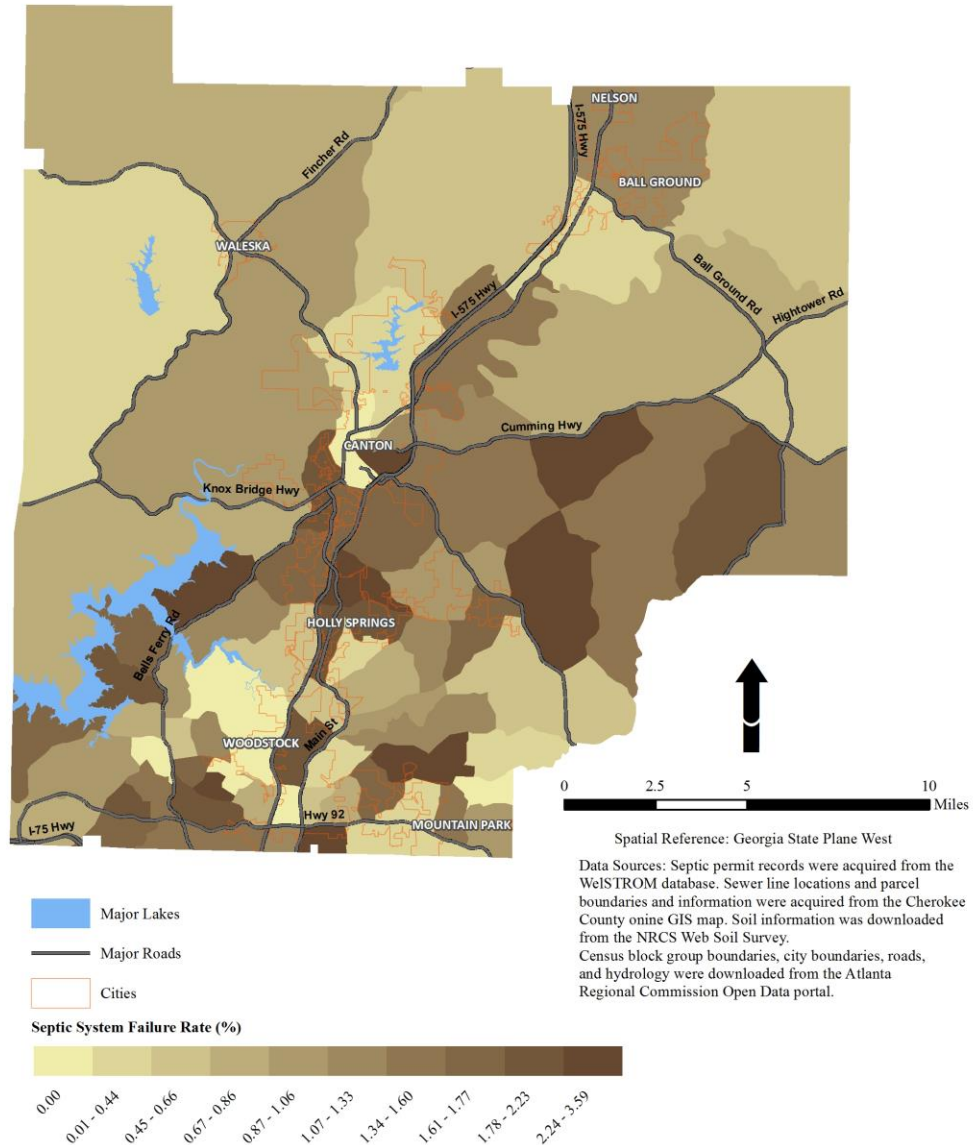 NELSON
I-575 Hwy
Fincher Rd
BALL GROUND
WALESKA
Ball Ground Rd
Hightower Rd
I-575 Hwy
Cumming Hwy
CANTON
Knox Bridge Hwy
HOLLY SPRINGS
Bells Ferry Rd
Main St
WOODSTOCK
Hwy 92
MOUNTAIN PARK
I-75 Hwy
0 2.5 5 10
Miles
Spatial Reference: Georgia State Plane West
Data Sources: Septic permit records were acquired from the
WelSTROM database. Sewer line locations and parcel
boundaries and information were acquired from the Cherokee
County onine GIS map. Soil information was downloaded
from the NRCS Web Soil Survey.
Census block group boundaries, city boundaries, roads,
and hydrology were downloaded from the Atlanta
Regional Commission Open Data portal.
Major Lakes
Major Roads
Cities
Septic System Failure Rate (%)
0.00
0.01 - 0.44
0.45 - 0.66
0.67 - 0.86
0.87 - 1.06
1.07 - 1.33
1.34 - 1.60
1.61 - 1.77
1.78 - 2.23
2.24 - 3.59